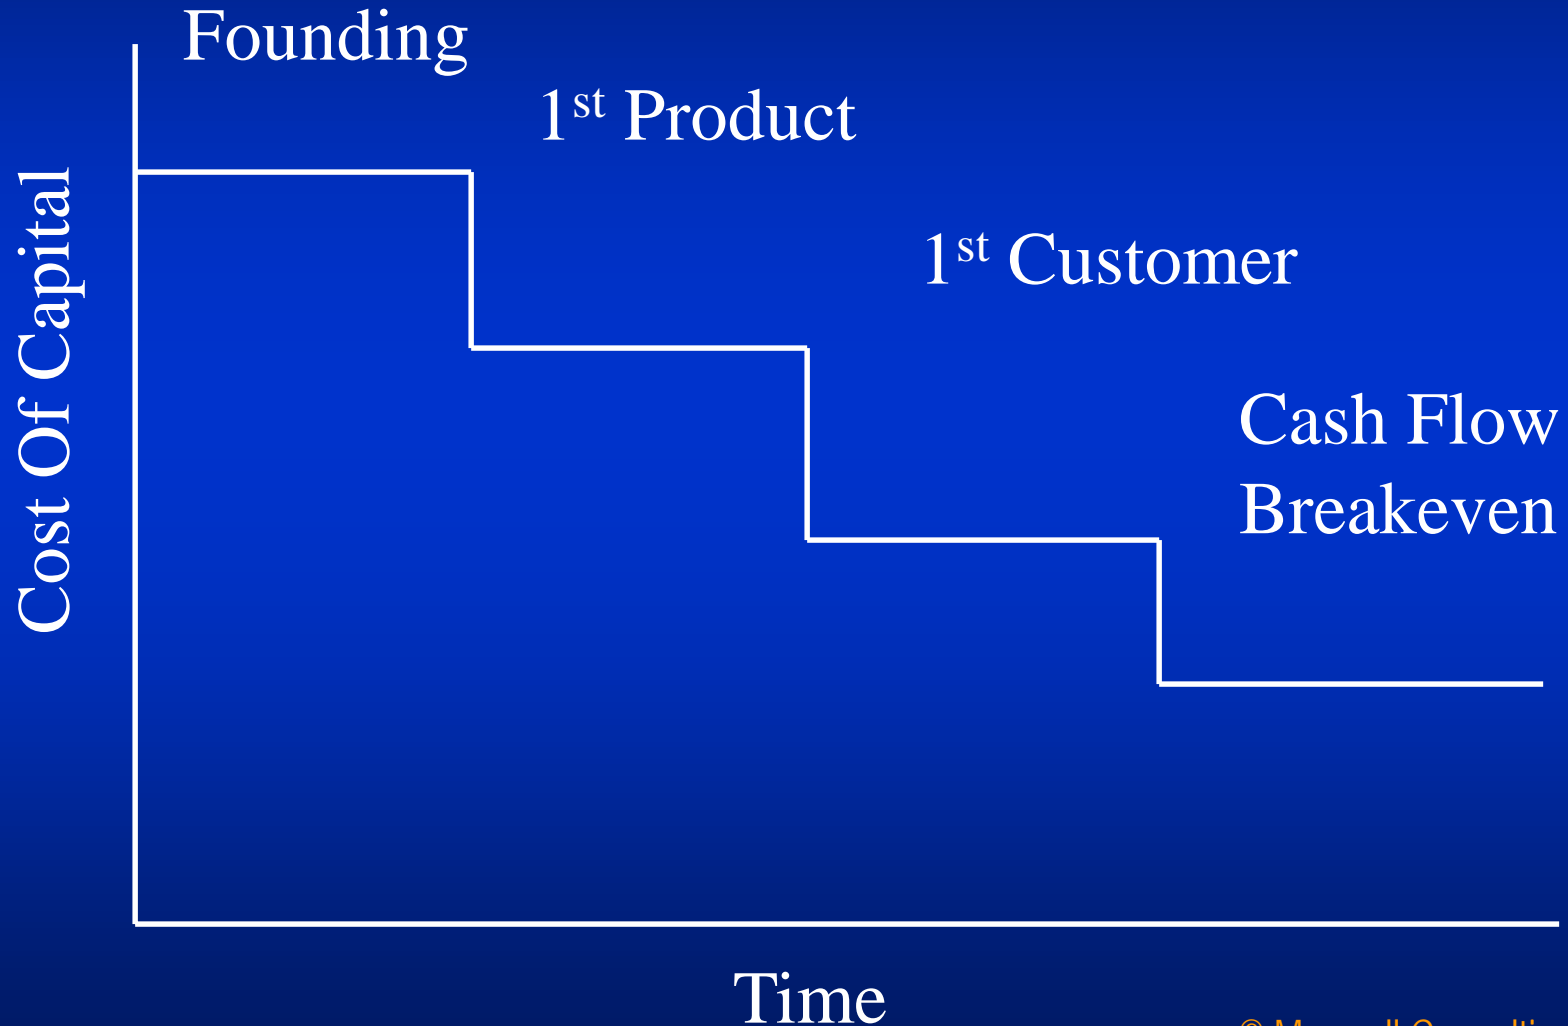 Founding
1st Product
1st Customer
Cost Of Capital
Cash Flow
Breakeven
Time
©